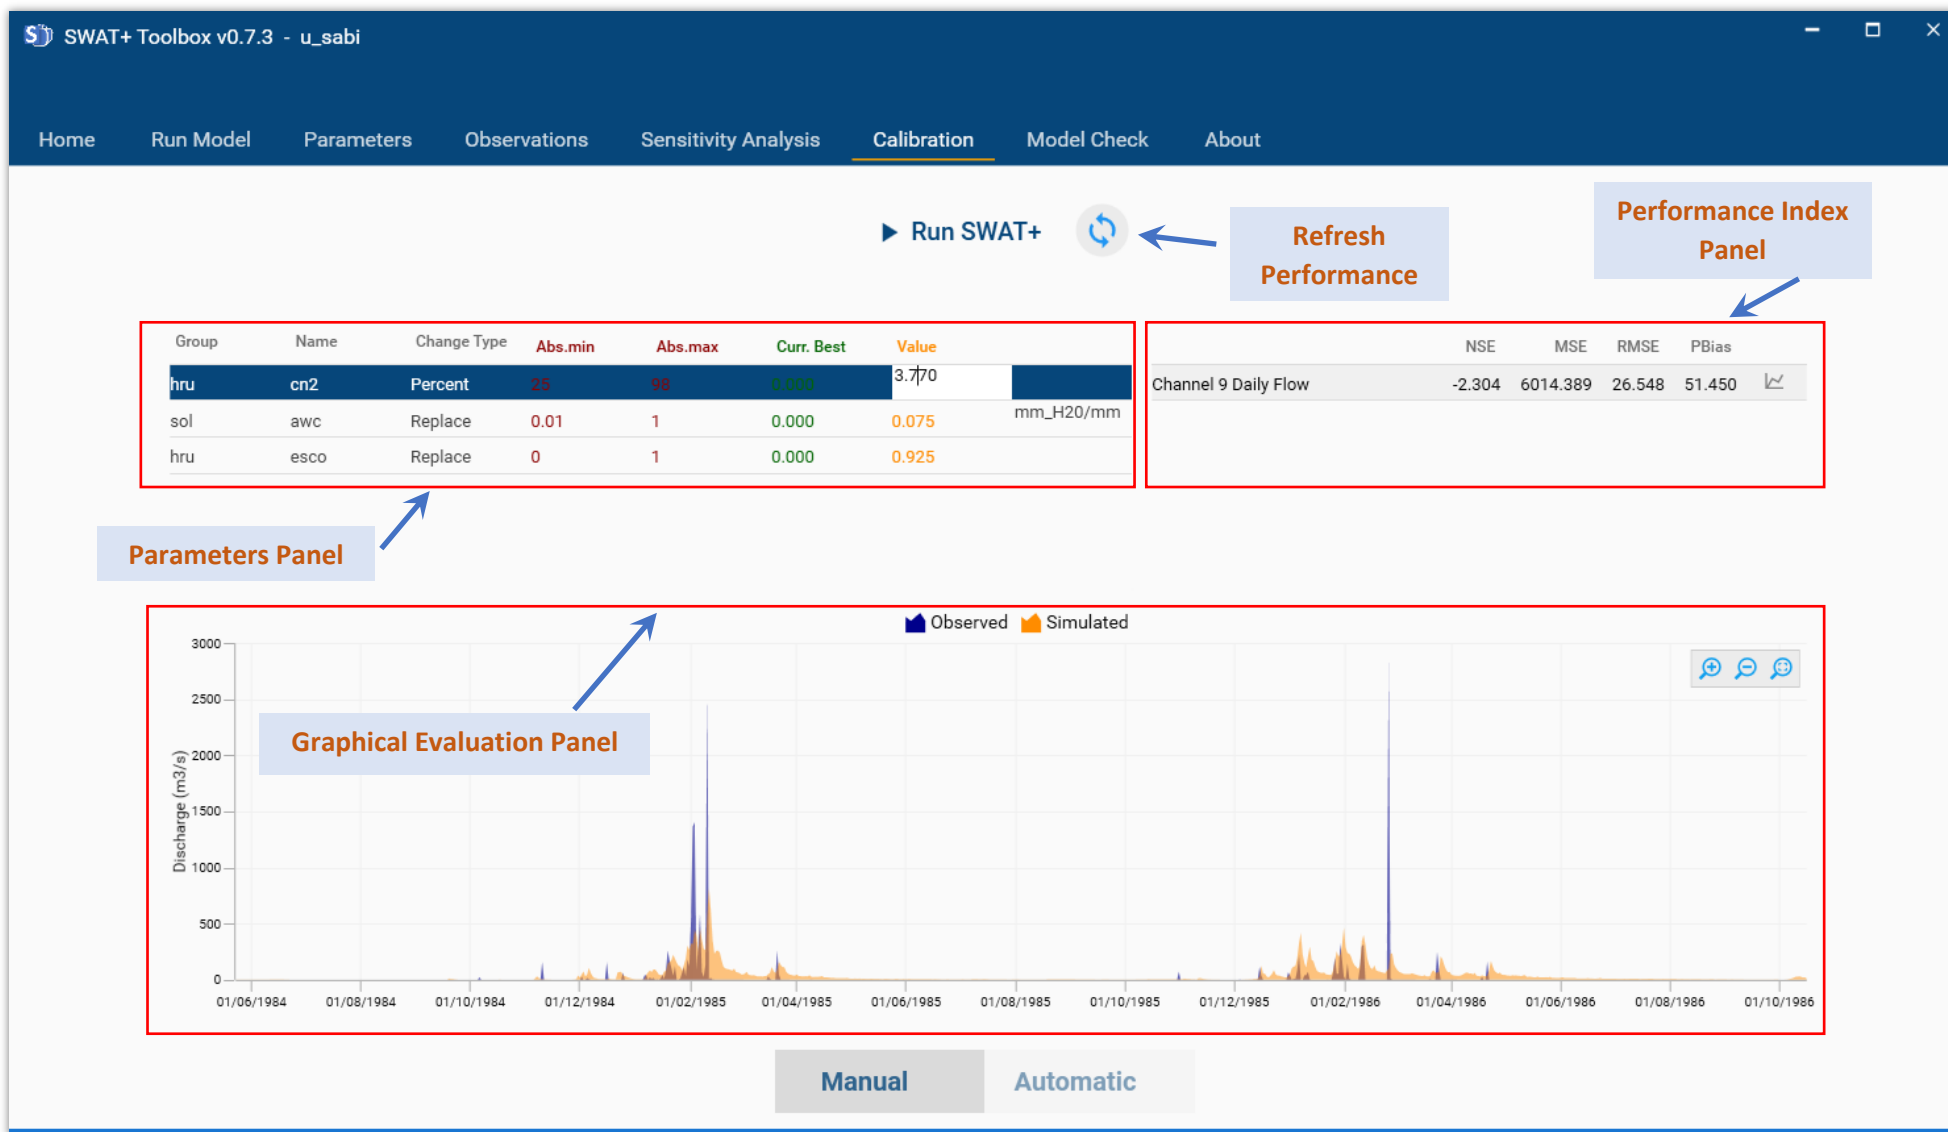 SWAT+ Toolbox v0.7.3 - u_sabi
Home Run Model Parameters Observations Sensitivity Analysis Calibration Model Check About
Run SWAT+
Refresh
Performance
Performance Index
Panel
Group Name Change Type Abs.min Abs.max Curr. Best Value
hru cn2 Percent 25 98 0.000 3.770
sol awc Replace 0.01 1 0.000 0.075 mm_H20/mm
hru esco Replace 0 1 0.000 0.925
NSE MSE RMSE PBias
Channel 9 Daily Flow -2.304 6014.389 26.548 51.450
Parameters Panel
Observed Simulated
Graphical Evaluation Panel
Discharge (m3/s)
3000
2500
2000
1500
1000
500
0
01/06/1984 01/08/1984 01/10/1984 01/12/1984 01/02/1985 01/04/1985 01/06/1985 01/08/1985 01/10/1985 01/12/1985 01/02/1986 01/04/1986 01/06/1986 01/08/1986 01/10/1986
Manual Automatic